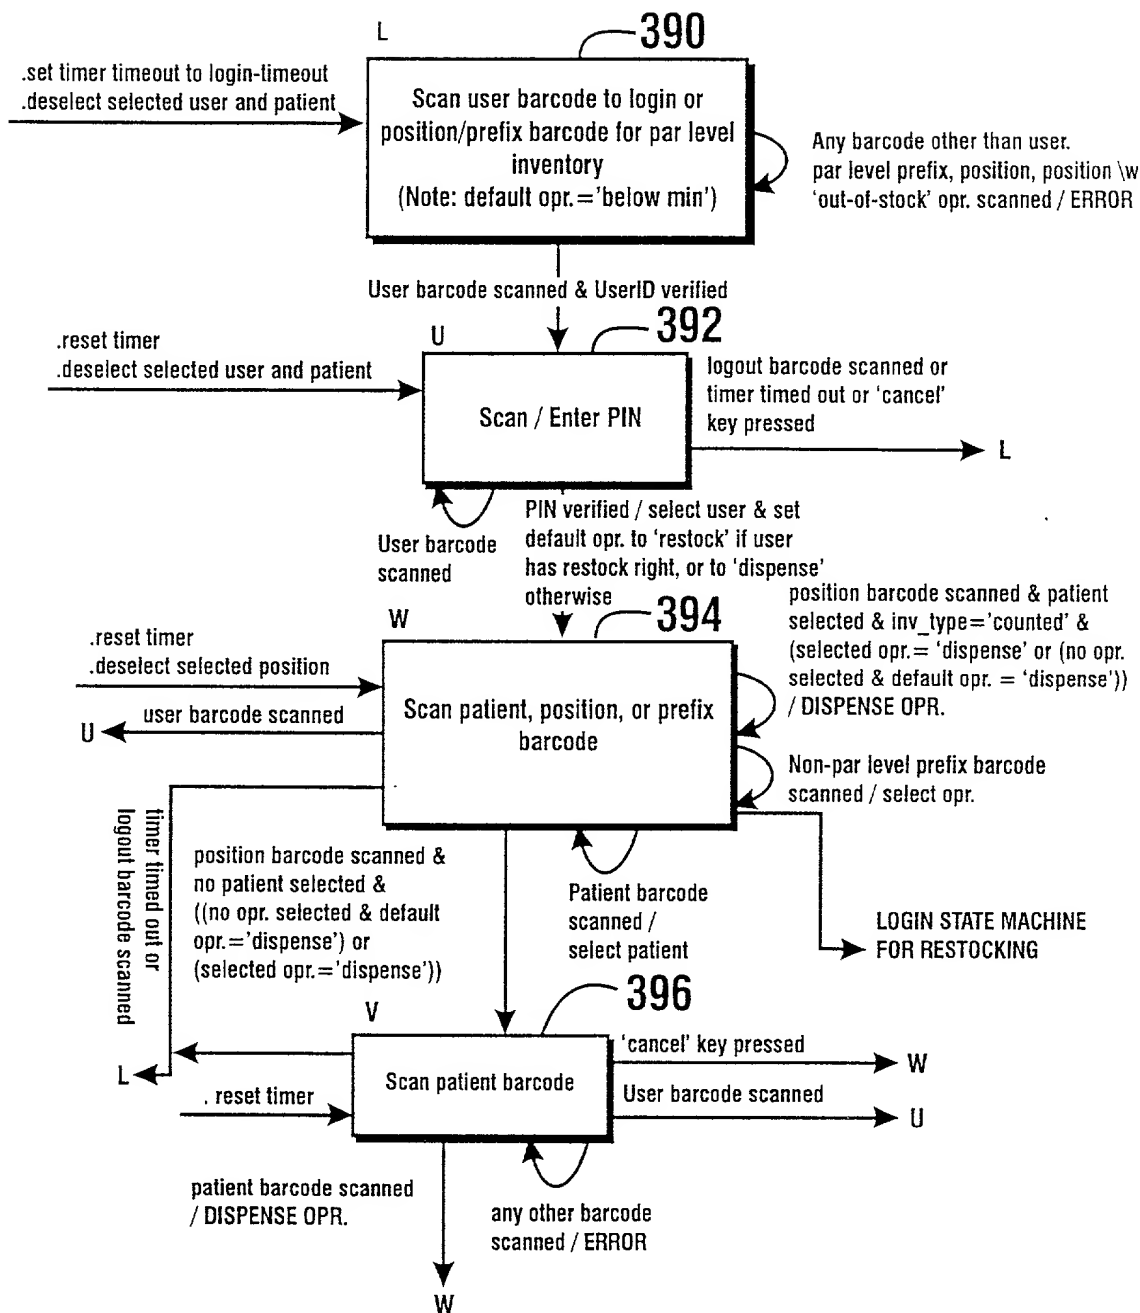 L
390
.set timer timeout to login-timeout
.deselect selected user and patient
Scan user barcode to login or
position/prefix barcode for par level
inventory
(Note: default opr.='below min')
Any barcode other than user.
par level prefix, position, position \w
'out-of-stock' opr. scanned / ERROR
User barcode scanned & UserID verified
U
392
.reset timer
.deselect selected user and patient
Scan / Enter PIN
logout barcode scanned or
timer timed out or 'cancel'
key pressed
L
User barcode
scanned
PIN verified / select user & set
default opr. to 'restock' if user
has restock right, or to 'dispense'
otherwise
W
394
.reset timer
.deselect selected position
Scan patient, position, or prefix
barcode
position barcode scanned & patient
selected & inv_type='counted' &
(selected opr.= 'dispense' or (no opr.
selected & default opr. = 'dispense'))
/ DISPENSE OPR.
user barcode scanned
U
Non-par level prefix barcode
scanned / select opr.
timer timed out or
logout barcode scanned
position barcode scanned &
no patient selected &
((no opr. selected & default
opr.='dispense') or
(selected opr.='dispense'))
Patient barcode
scanned /
select patient
LOGIN STATE MACHINE
FOR RESTOCKING
V
396
L
Scan patient barcode
'cancel' key pressed
W
. reset timer
User barcode scanned
U
patient barcode scanned
/ DISPENSE OPR.
any other barcode
scanned / ERROR
W